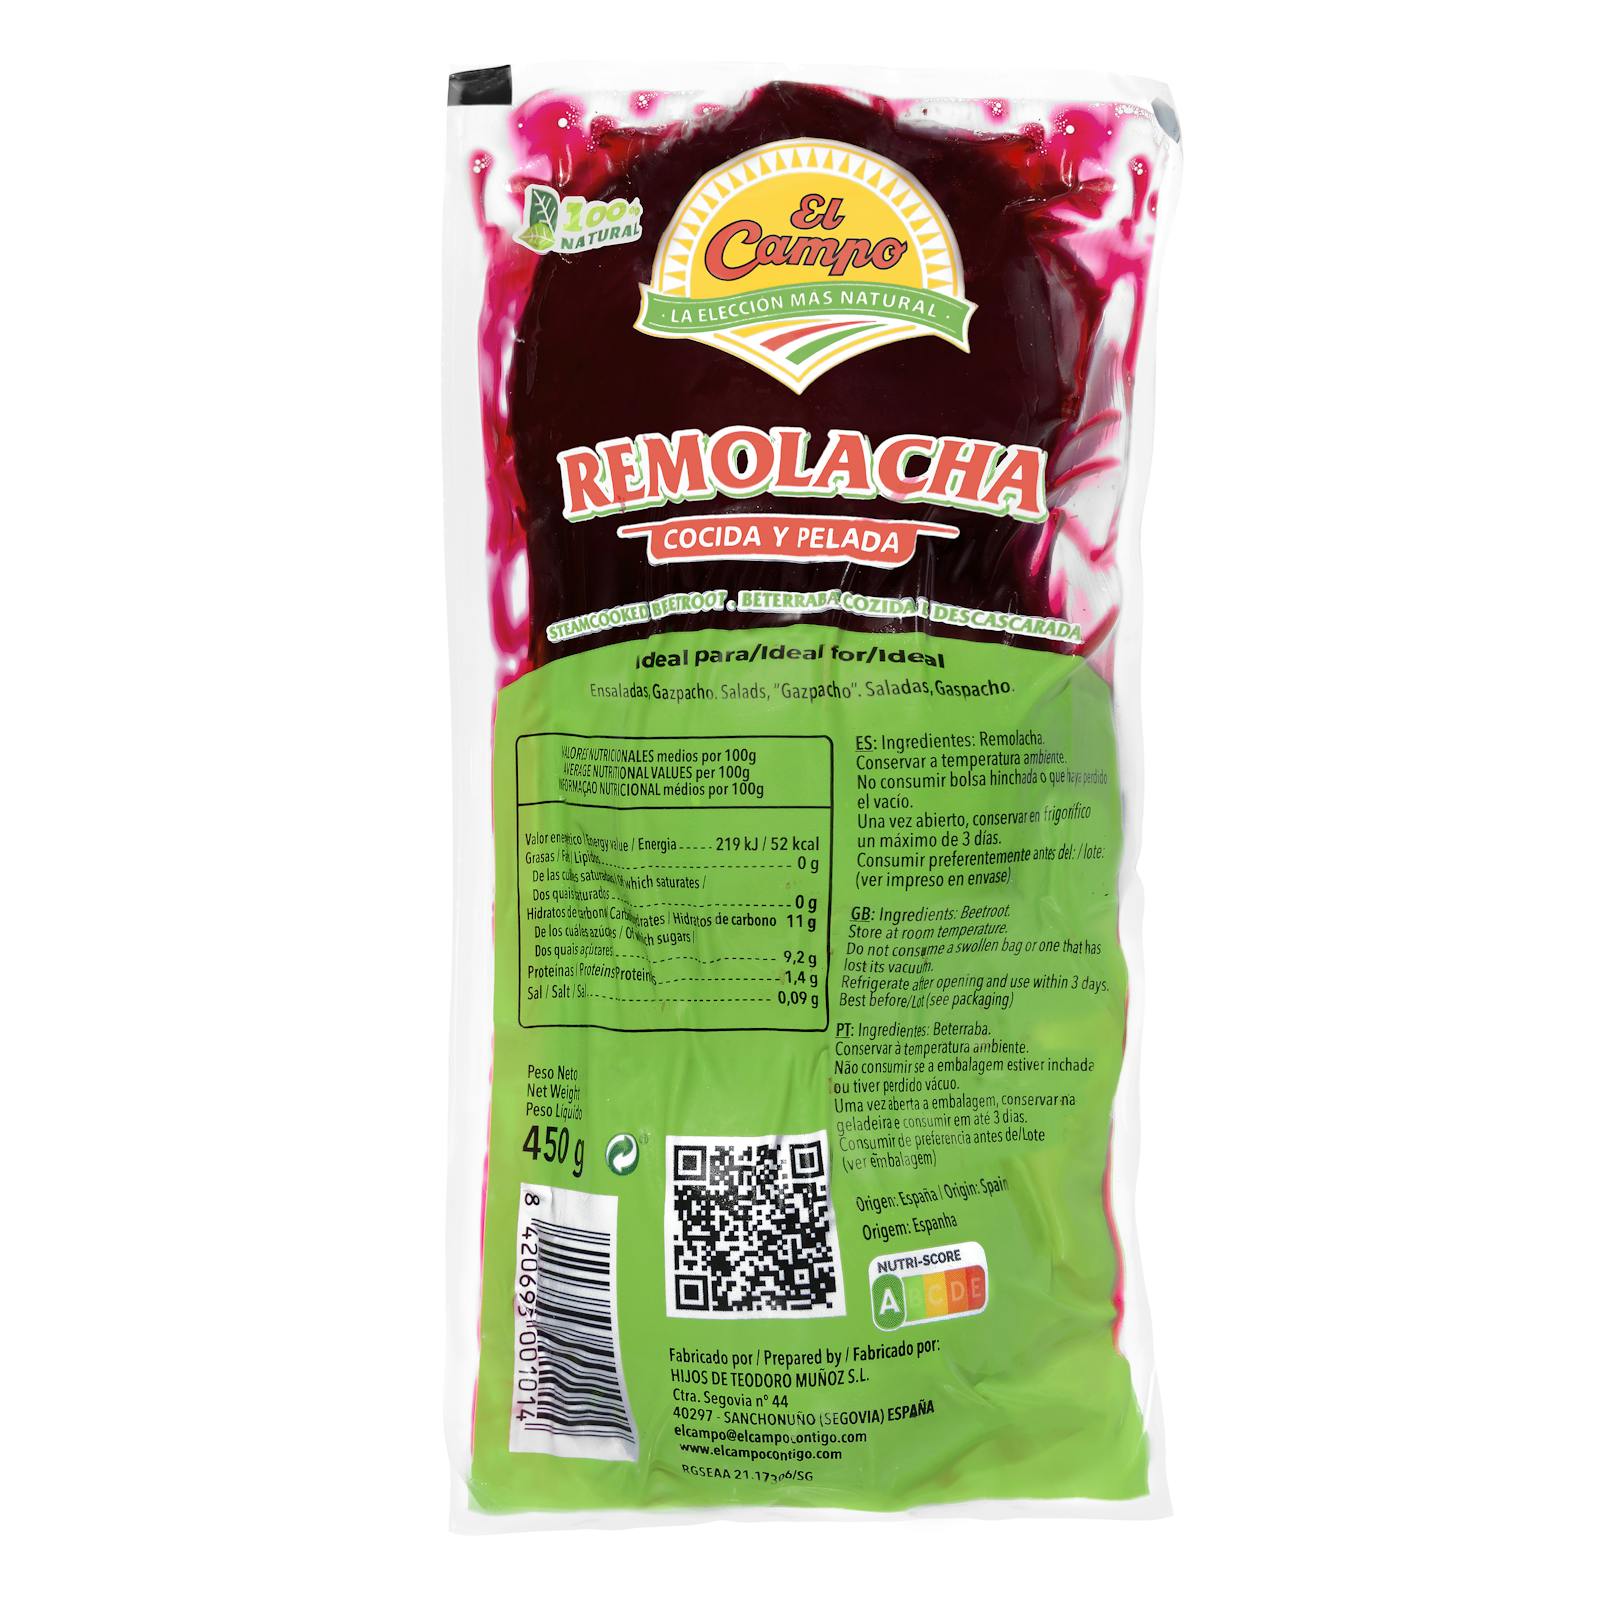 100%
NATURAL
El
Campo
· LA ELECCIÓN MÁS NATURAL ·
REMOLACHA
COCIDA Y PELADA
STEAMCOOKED BEETROOT . BETERRABA COZIDA E DESCASCARADA
Ideal para/Ideal for/Ideal
Ensaladas, Gazpacho. Salads, "Gazpacho". Saladas, Gaspacho.
VALORES NUTRICIONALES medios por 100g
AVERAGE NUTRITIONAL VALUES per 100g
INFORMAÇAO NUTRICIONAL médios por 100g
Valor energético / Energy value / Energia ..... 219 kJ / 52 kcal
Grasas / Fat / Lipidos ..... 0 g
De las cuáles saturadas / Of which saturates /
Dos quais saturados ..... 0 g
Hidratos de carbono / Carbohydrates / Hidratos de carbono 11 g
De los cuáles azúcares / Of which sugars /
Dos quais açúcares ..... 9,2 g
Proteínas / Proteins ..... 1,4 g
Sal / Salt / Sal ..... 0,09 g
ES: Ingredientes: Remolacha.
Conservar a temperatura ambiente.
No consumir bolsa hinchada o que haya perdido
el vacío.
Una vez abierto, conservar en frigorífico
un máximo de 3 días.
Consumir preferentemente antes del: / lote:
(ver impreso en envase)
GB: Ingredients: Beetroot.
Store at room temperature.
Do not consume a swollen bag or one that has
lost its vacuum.
Refrigerate after opening and use within 3 days.
Best before/Lot (see packaging)
PT: Ingredientes: Beterraba.
Conservar à temperatura ambiente.
Não consumir se a embalagem estiver inchada
ou tiver perdido vácuo.
Uma vez aberta a embalagem, conservar na
geladeira e consumir em até 3 dias.
Consumir de preferencia antes de/Lote
(ver embalagem)
Origen: España / Origin: Spain
Origem: Espanha
Peso Neto
Net Weight
Peso Líquido
450 g
8 420695 001014
NUTRI-SCORE
A B C D E
Fabricado por / Prepared by / Fabricado por:
HIJOS DE TEODORO MUÑOZ S.L.
Ctra. Segovia nº 44
40297 - SANCHONUÑO (SEGOVIA) ESPAÑA
elcampo@elcampocontigo.com
www.elcampocontigo.com
RGSEAA 21.17306/SG